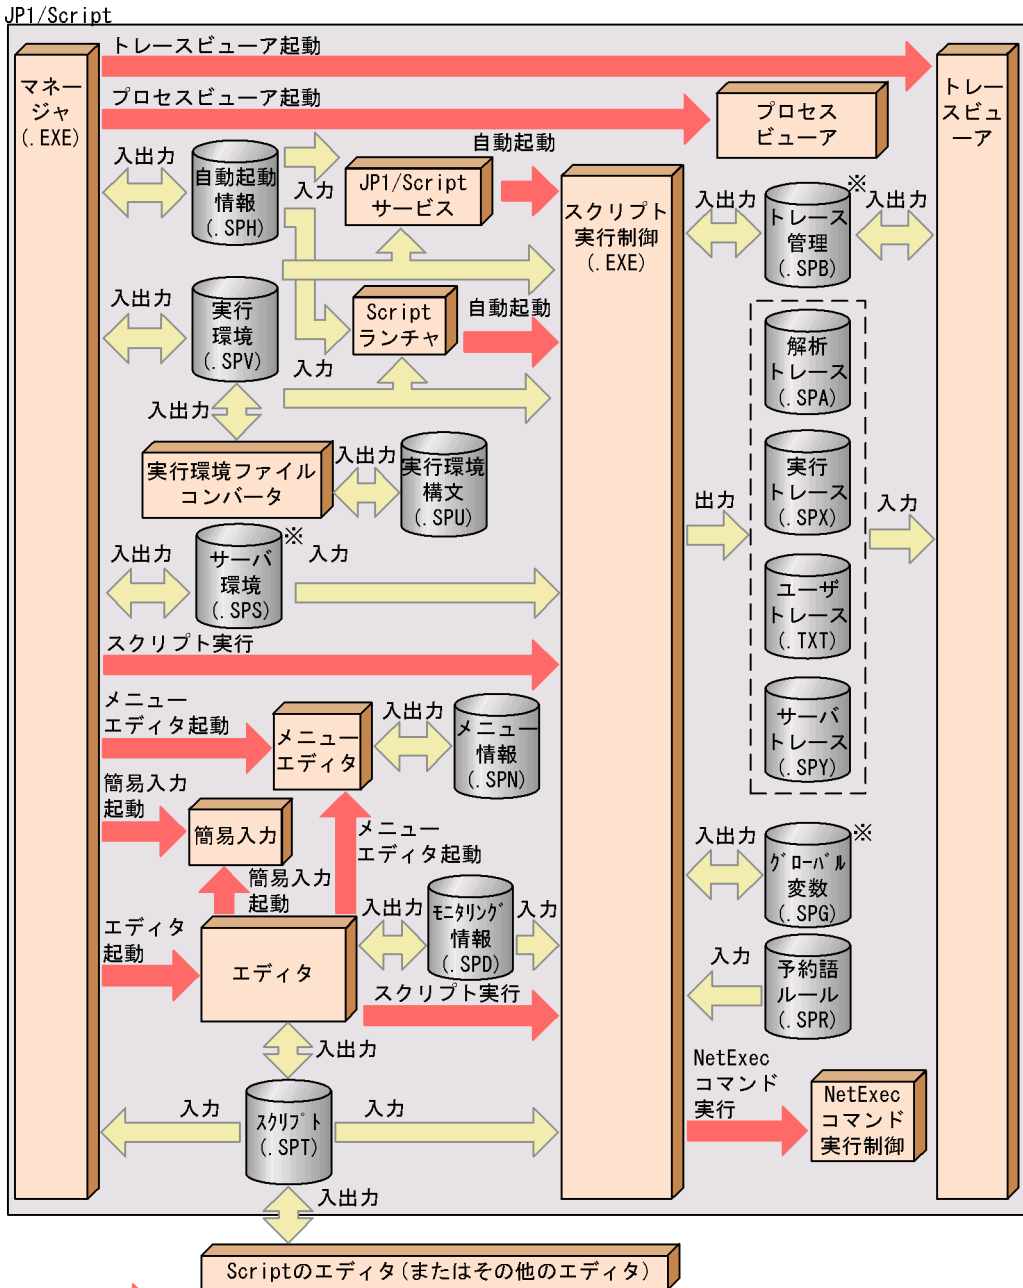 JP1/Script
トレースビューア起動
マネー
ジャ
(.EXE)
トレー
スビュ
ーア
プロセスビューア起動
プロセス
ビューア
自動起動
入出力
自動起動
情報
(.SPH)
入力
JP1/Script
サービス
スクリプト
実行制御
(.EXE)
入出力
※
トレース
管理
(.SPB)
入出力
入出力
実行
環境
(.SPV)
Script
ランチャ
自動起動
入力
解析
トレース
(.SPA)
入出力
実行環境ファイル
コンバータ
入出力
実行環境
構文
(.SPU)
実行
トレース
(.SPX)
出力
入力
入出力
※
サーバ
環境
(.SPS)
入力
ユーザ
トレース
(.TXT)
スクリプト実行
メニュー
エディタ起動
メニュー
エディタ
入出力
メニュー
情報
(.SPN)
サーバ
トレース
(.SPY)
簡易入力
起動
簡易入力
メニュー
エディタ起動
簡易入力
起動
入出力
※
グローバル
変数
(.SPG)
エディタ
起動
エディタ
入出力
モニタリング
情報
(.SPD)
入力
スクリプト実行
入力
予約語
ルール
(.SPR)
入出力
NetExec
コマンド
実行
NetExec
コマンド
実行制御
入力
スクリプト
(.SPT)
入力
入出力
Scriptのエディタ(またはその他のエディタ)